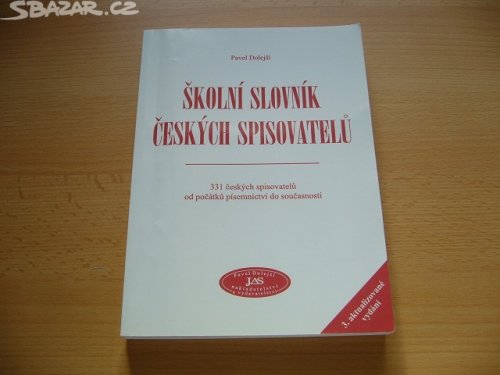 SBAZAR.CZ
Pavel Dolejší
ŠKOLNÍ SLOVNÍK
ČESKÝCH SPISOVATELŮ
331 českých spisovatelů
od počátků písemnictví do současnosti
Pavel Dolejší
JAS
nakladatelství
a vydavatelství
3. aktualizované
vydání